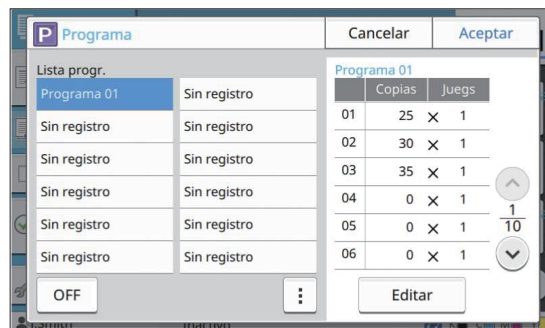 P Programa
Cancelar
Aceptar
Lista progr.
Programa 01
Sin registro
Sin registro
Sin registro
Sin registro
Sin registro
Sin registro
Sin registro
Sin registro
Sin registro
Sin registro
Sin registro
OFF
Programa 01
Copias Juegs
01 25 × 1
02 30 × 1
03 35 × 1
04 0 × 1
05 0 × 1
06 0 × 1
1
10
Editar
J.Smith
Inactivo